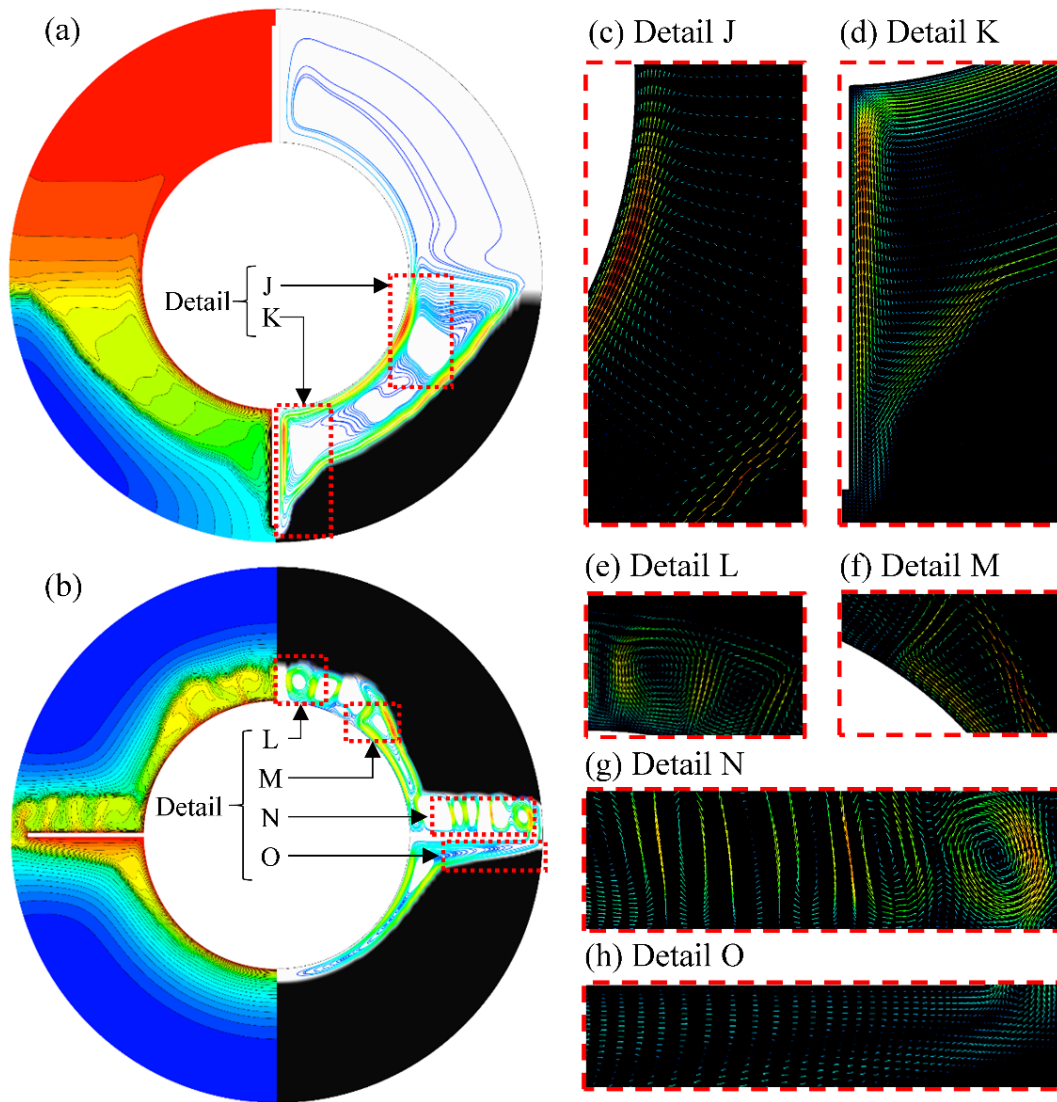 (a)
(c) Detail J
(d) Detail K
Detail
J
K
(b)
(e) Detail L
(f) Detail M
Detail
L
M
N
O
(g) Detail N
(h) Detail O